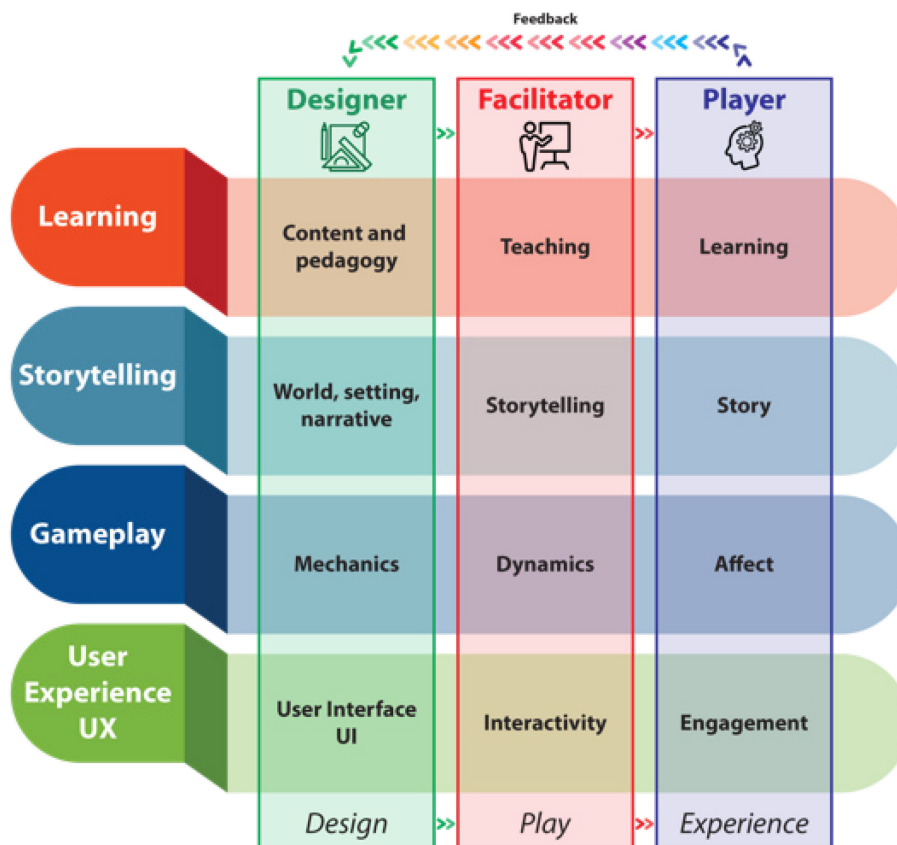 Feedback
Designer
Facilitator
Player
Learning
Content and
pedagogy
Teaching
Learning
Storytelling
World, setting,
narrative
Storytelling
Story
Gameplay
Mechanics
Dynamics
Affect
User
Experience
UX
User Interface
UI
Interactivity
Engagement
Design
Play
Experience